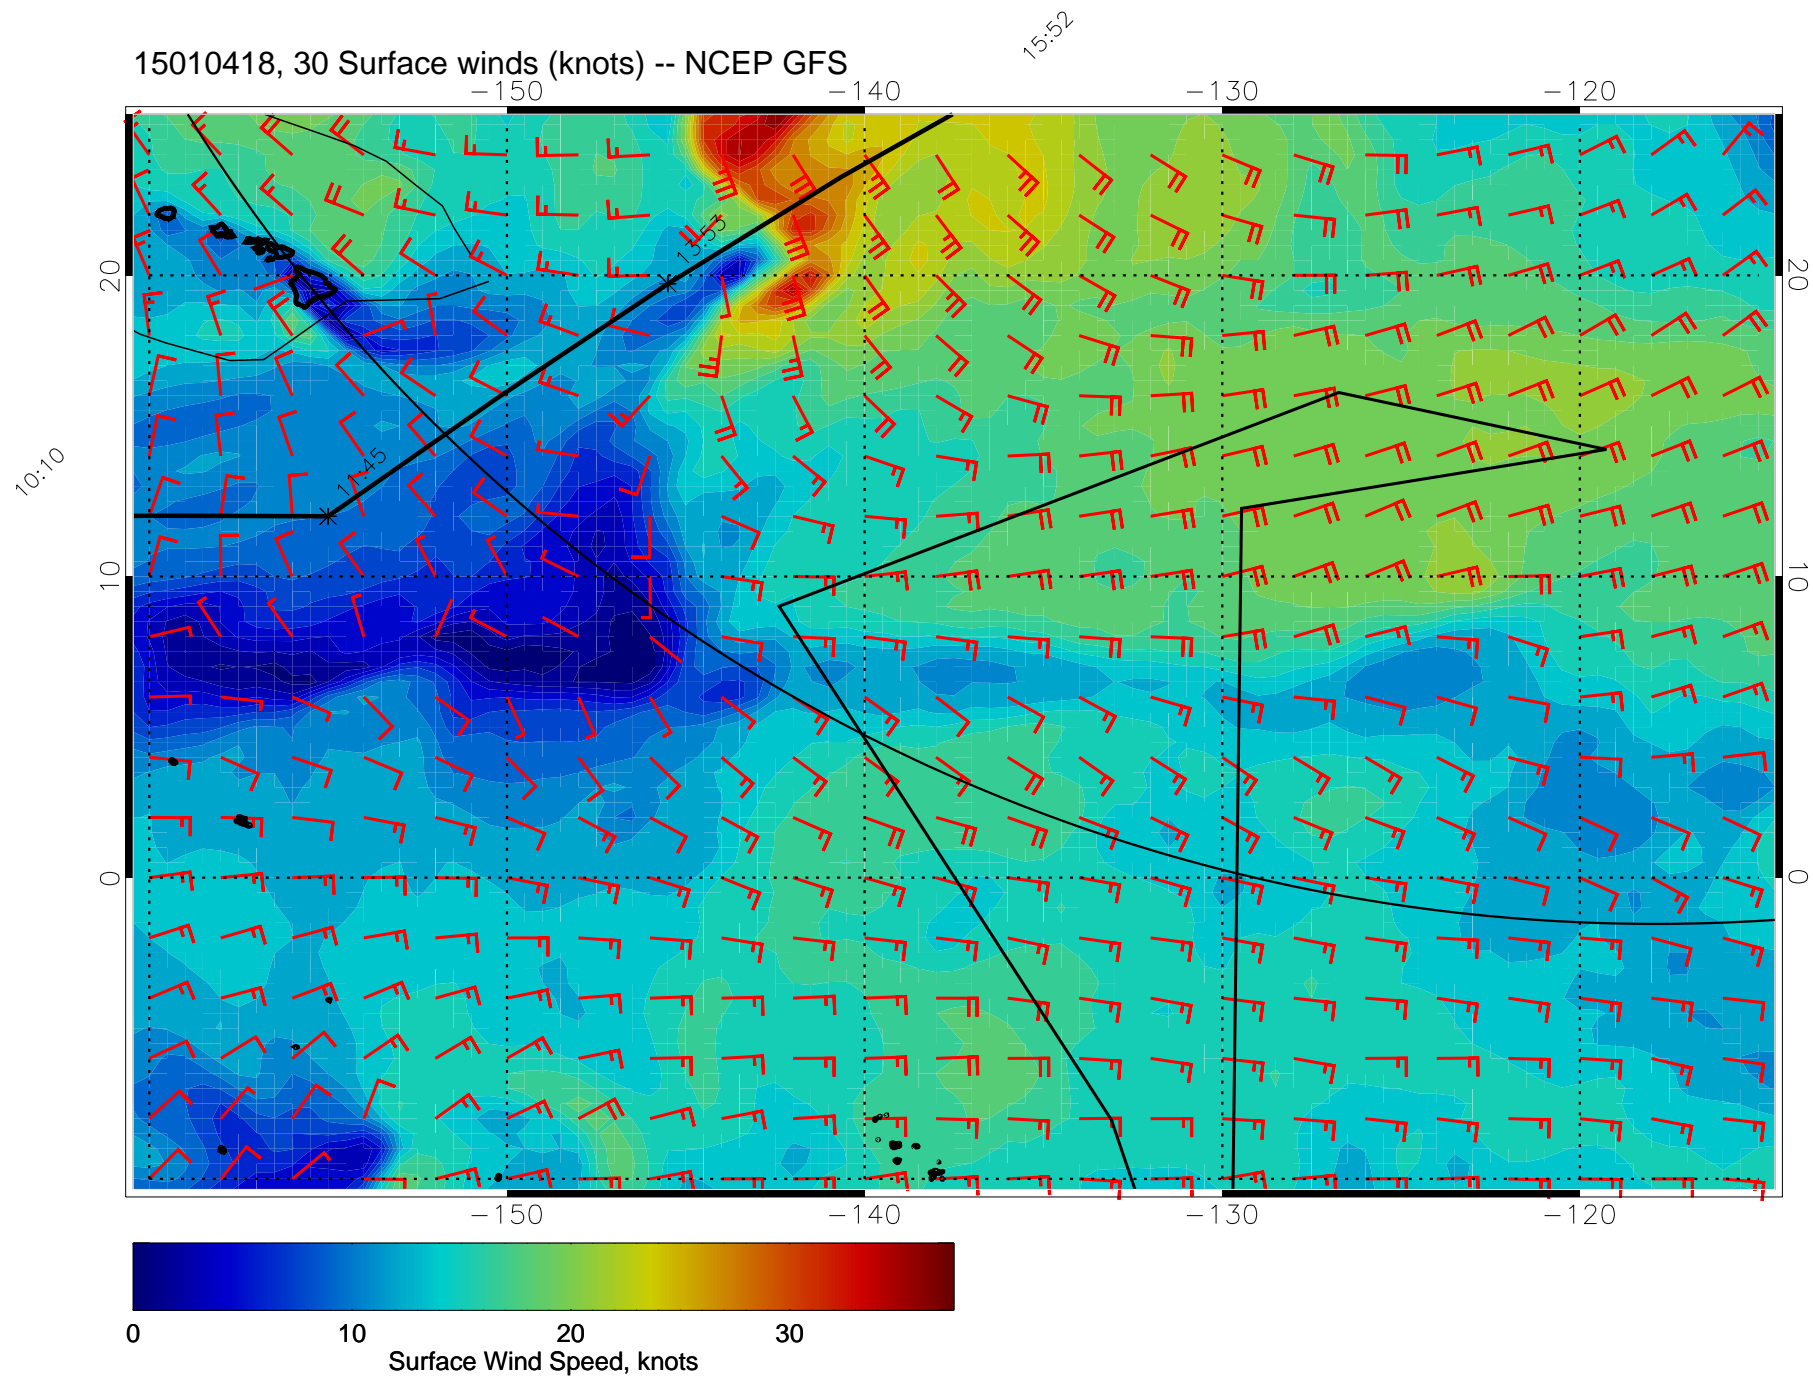 15:52
15010418, 30 Surface winds (knots) -- NCEP GFS
-150 -140 -130 -120
13:53
20 20
11:45
10:10
10 10
0 0
-150 -140 -130 -120
0 10 20 30
Surface Wind Speed, knots